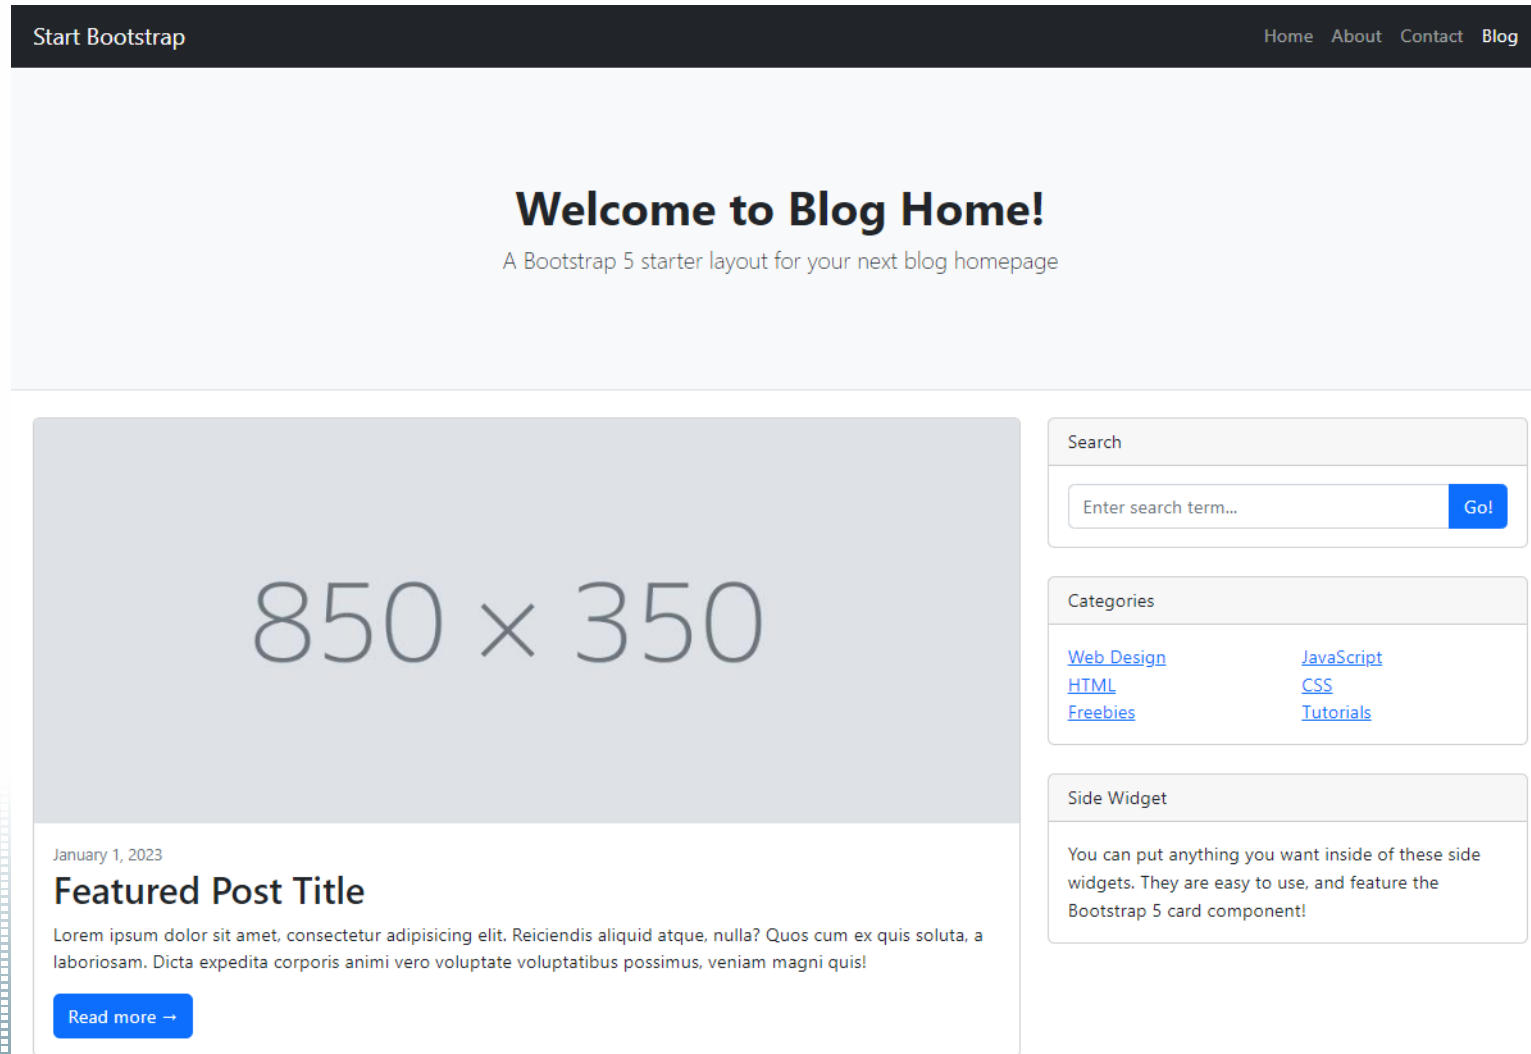 Start Bootstrap
Home About Contact Blog
Welcome to Blog Home!
A Bootstrap 5 starter layout for your next blog homepage
850 × 350
January 1, 2023
Featured Post Title
Lorem ipsum dolor sit amet, consectetur adipisicing elit. Reiciendis aliquid atque, nulla? Quos cum ex quis soluta, a
laboriosam. Dicta expedita corporis animi vero voluptate voluptatibus possimus, veniam magni quis!
Read more →
Search
Enter search term...
Go!
Categories
Web Design
HTML
Freebies
JavaScript
CSS
Tutorials
Side Widget
You can put anything you want inside of these side
widgets. They are easy to use, and feature the
Bootstrap 5 card component!